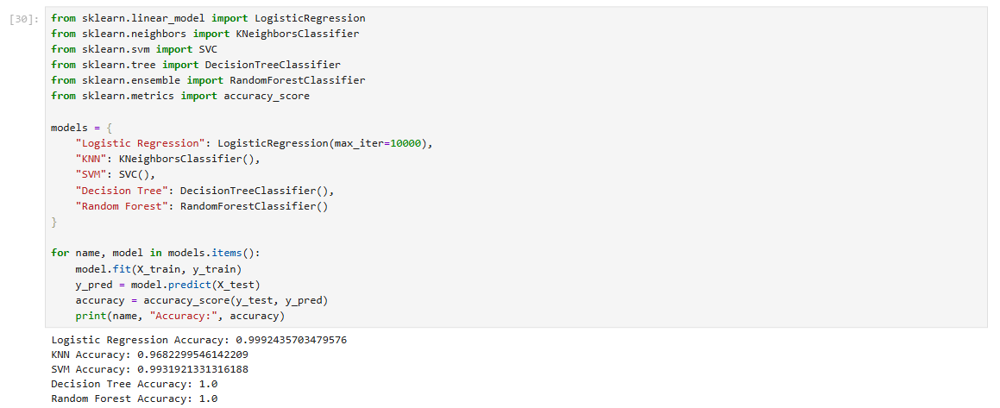 [30]:
from sklearn.linear_model import LogisticRegression
from sklearn.neighbors import KNeighborsClassifier
from sklearn.svm import SVC
from sklearn.tree import DecisionTreeClassifier
from sklearn.ensemble import RandomForestClassifier
from sklearn.metrics import accuracy_score

models = {
    "Logistic Regression": LogisticRegression(max_iter=10000),
    "KNN": KNeighborsClassifier(),
    "SVM": SVC(),
    "Decision Tree": DecisionTreeClassifier(),
    "Random Forest": RandomForestClassifier()
}

for name, model in models.items():
    model.fit(X_train, y_train)
    y_pred = model.predict(X_test)
    accuracy = accuracy_score(y_test, y_pred)
    print(name, "Accuracy:", accuracy)
Logistic Regression Accuracy: 0.9992435703479576
KNN Accuracy: 0.9682299546142209
SVM Accuracy: 0.9931921331316188
Decision Tree Accuracy: 1.0
Random Forest Accuracy: 1.0